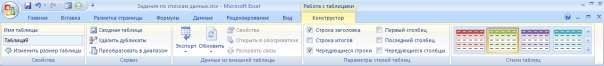 Задания по спискам данных.xlsx - Microsoft Excel
Работа с таблицами
Главная Вставка Разметка страницы Формулы Данные Рецензирование Вид Конструктор
Имя таблицы:
Таблица5
Изменить размер таблицы
Свойства
Сводная таблица
Удалить дубликаты
Преобразовать в диапазон
Сервис
Экспорт
Обновить
Свойства
Открыть в обозревателе
Разорвать связь
Данные из внешней таблицы
Строка заголовка
Строка итогов
Чередующиеся строки
Первый столбец
Последний столбец
Чередующиеся столбцы
Параметры стилей таблиц
Стили таблиц